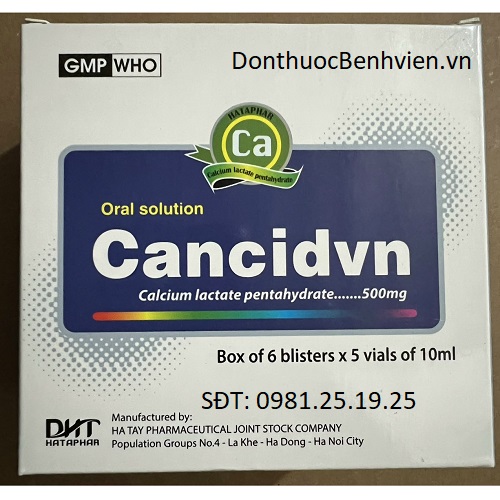 DonthuocBenhvien.vn
GMP WHO
HATAPHAR
Ca
Calcium lactate pentahydrate
Oral solution
Cancidvn
Calcium lactate pentahydrate.......500mg
Box of 6 blisters x 5 vials of 10ml
SĐT: 0981.25.19.25
DHT
HATAPHAR
Manufactured by:
HA TAY PHARMACEUTICAL JOINT STOCK COMPANY
Population Groups No.4 - La Khe - Ha Dong - Ha Noi City